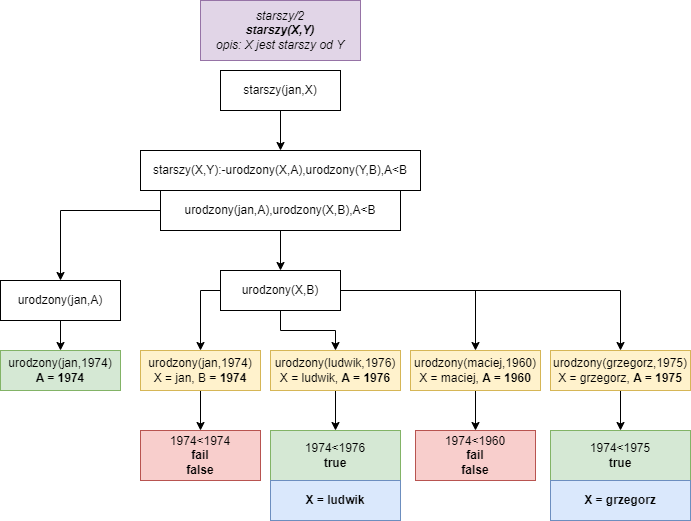 starszy/2
starszy(X,Y)
opis: X jest starszy od Y
starszy(jan,X)
starszy(X,Y):-urodzony(X,A),urodzony(Y,B),A<B
urodzony(jan,A),urodzony(X,B),A<B
urodzony(jan,A)
urodzony(X,B)
urodzony(jan,1974)
A = 1974
urodzony(jan,1974)
X = jan, B = 1974
urodzony(ludwik,1976)
X = ludwik, A = 1976
urodzony(maciej,1960)
X = maciej, A = 1960
urodzony(grzegorz,1975)
X = grzegorz, A = 1975
1974<1974
fail
false
1974<1976
true
1974<1960
fail
false
1974<1975
true
X = ludwik
X = grzegorz